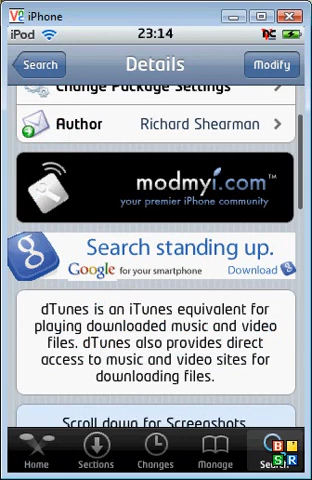 V2 iPhone
iPod 23:14
Search Details Modify
Change Package Settings
Author Richard Shearman
modmyi.com™
your premier iPhone community
Search standing up.
Google for your smartphone Download
dTunes is an iTunes equivalent for
playing downloaded music and video
files. dTunes also provides direct
access to music and video sites for
downloading files.
Scroll down for Screenshots
Home Sections Changes Manage Search